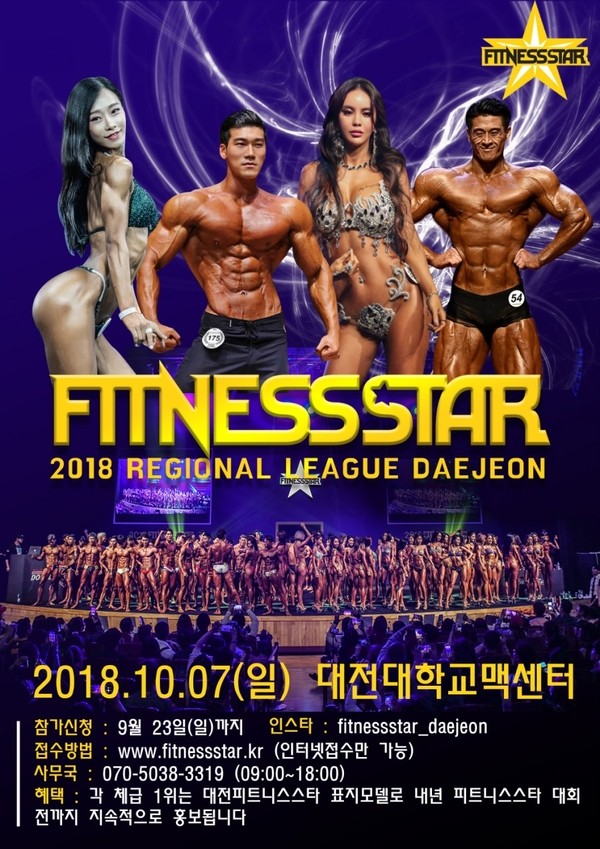 FITNESSSTAR
175
54
FITNESSSTAR
2018 REGIONAL LEAGUE DAEJEON
FITNESSSTAR
2018.10.07(일) 대전대학교맥센터
참가신청 : 9월 23일(일)까지 인스타 : fitnessstar_daejeon
접수방법 : www.fitnessstar.kr (인터넷접수만 가능)
사무국 : 070-5038-3319 (09:00~18:00)
혜택 : 각 체급 1위는 대전피트니스스타 표지모델로 내년 피트니스스타 대회
전까지 지속적으로 홍보됩니다